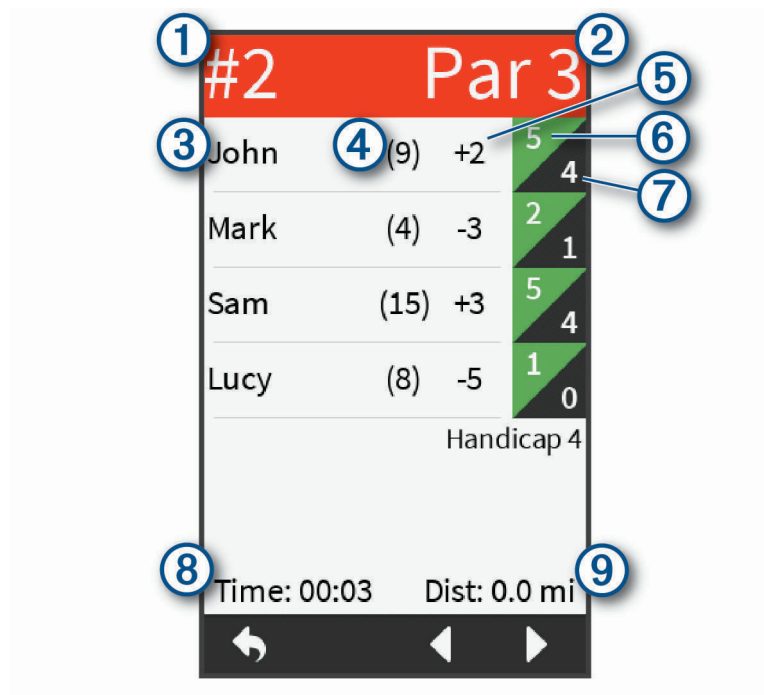 1 2
#2 Par 3
5
3 John 4 (9) +2 5 4 6
7
Mark (4) -3 2 1
Sam (15) +3 5 4
Lucy (8) -5 1 0
Handicap 4
8 9
Time: 00:03 Dist: 0.0 mi